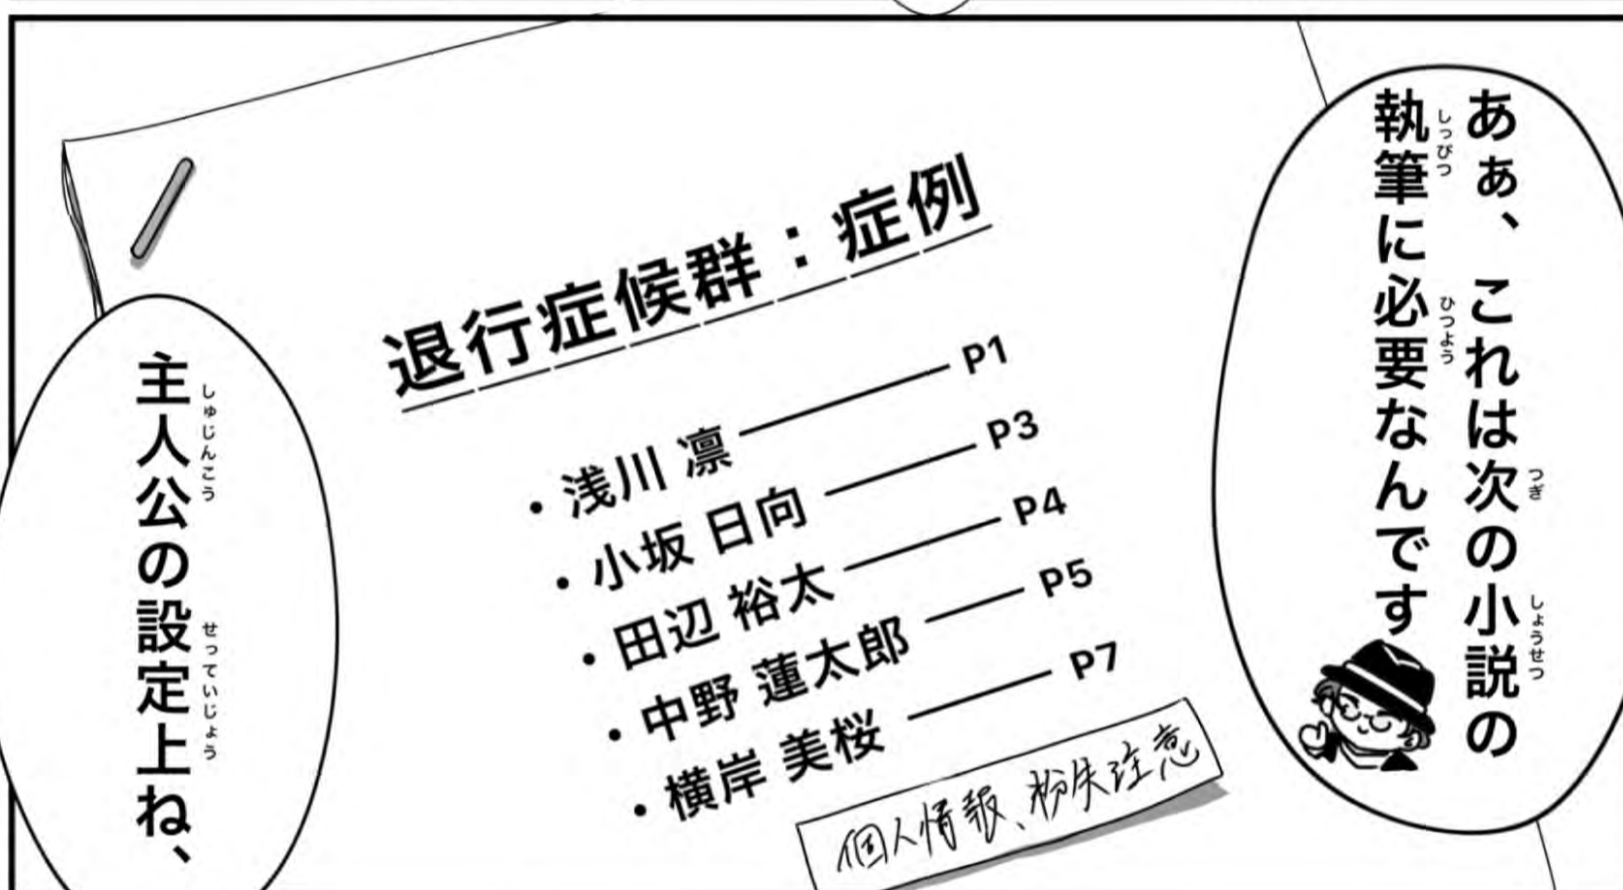 あぁ、これは次の小説の
執筆に必要なんです
退行症候群：症例
・浅川 凛 P1
・小坂 日向 P3
・田辺 裕太 P4
・中野 蓮太郎 P5
・横岸 美桜 P7
個人情報、紛失注意
主人公の設定上ね、